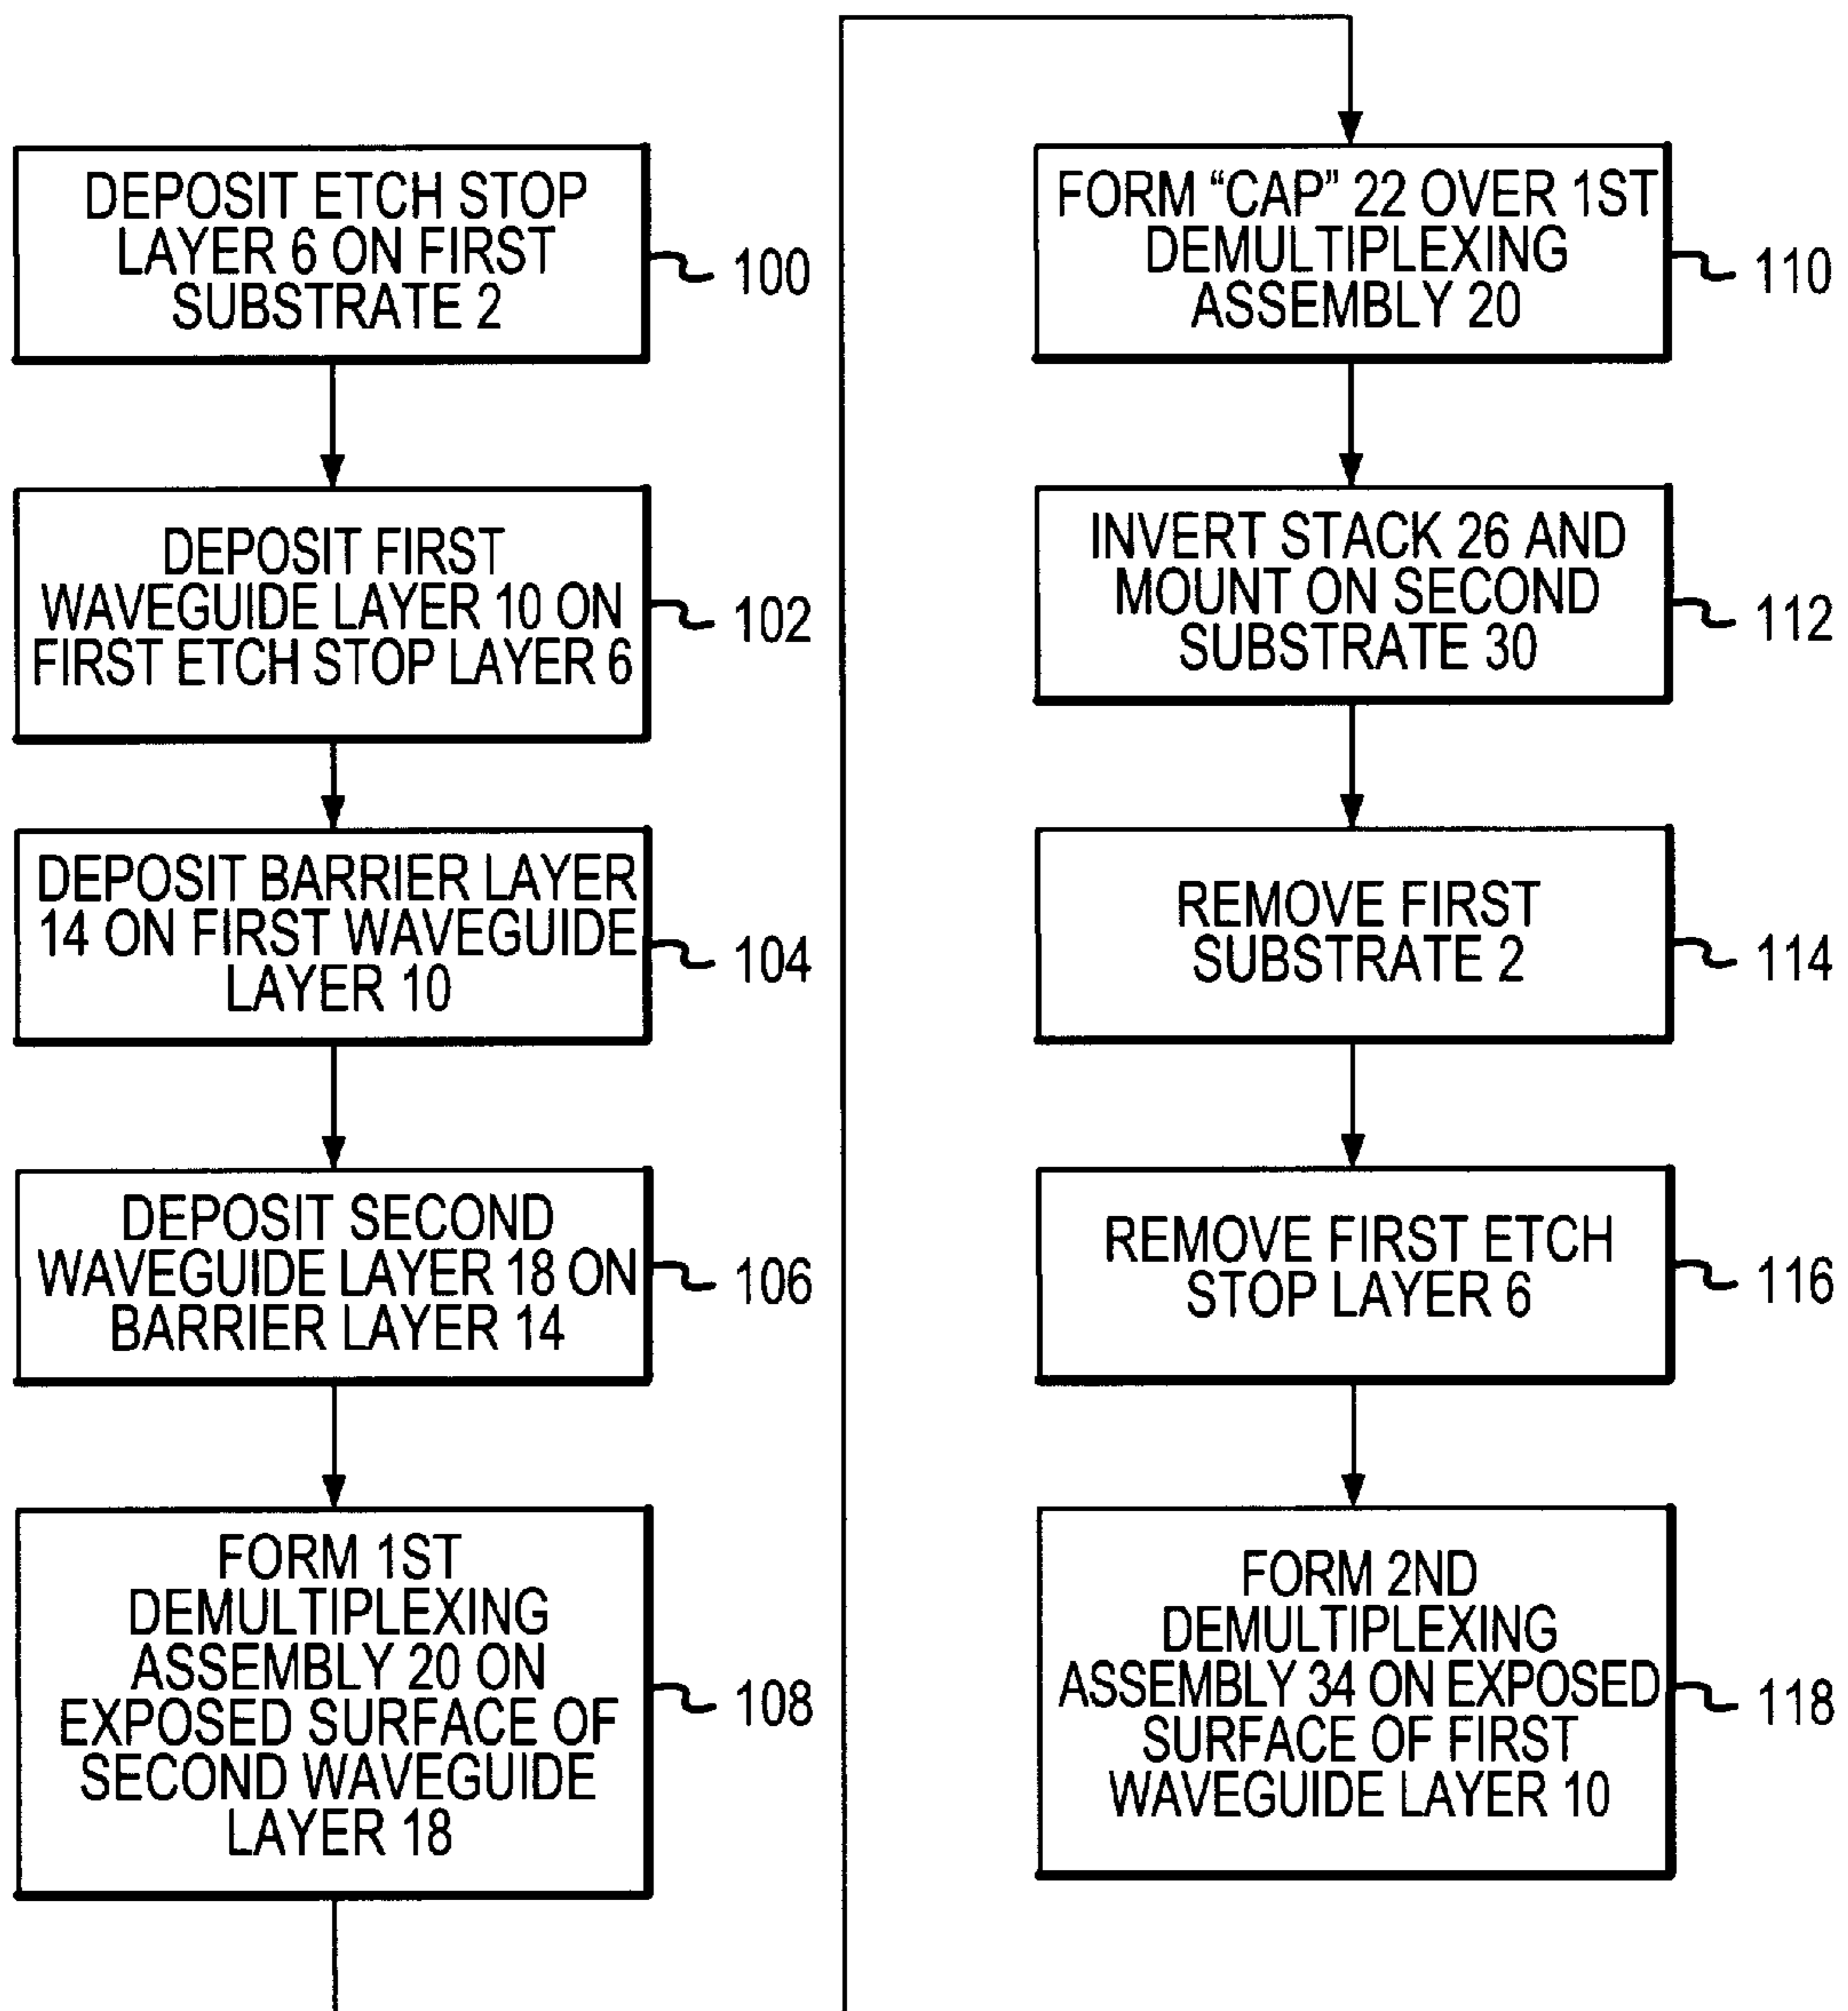 DEPOSIT ETCH STOP
LAYER 6 ON FIRST
SUBSTRATE 2
100
DEPOSIT FIRST
WAVEGUIDE LAYER 10 ON
FIRST ETCH STOP LAYER 6
102
DEPOSIT BARRIER LAYER
14 ON FIRST WAVEGUIDE
LAYER 10
104
DEPOSIT SECOND
WAVEGUIDE LAYER 18 ON
BARRIER LAYER 14
106
FORM 1ST
DEMULTIPLEXING
ASSEMBLY 20 ON
EXPOSED SURFACE OF
SECOND WAVEGUIDE
LAYER 18
108
FORM “CAP” 22 OVER 1ST
DEMULTIPLEXING
ASSEMBLY 20
110
INVERT STACK 26 AND
MOUNT ON SECOND
SUBSTRATE 30
112
REMOVE FIRST
SUBSTRATE 2
114
REMOVE FIRST ETCH
STOP LAYER 6
116
FORM 2ND
DEMULTIPLEXING
ASSEMBLY 34 ON EXPOSED
SURFACE OF FIRST
WAVEGUIDE LAYER 10
118